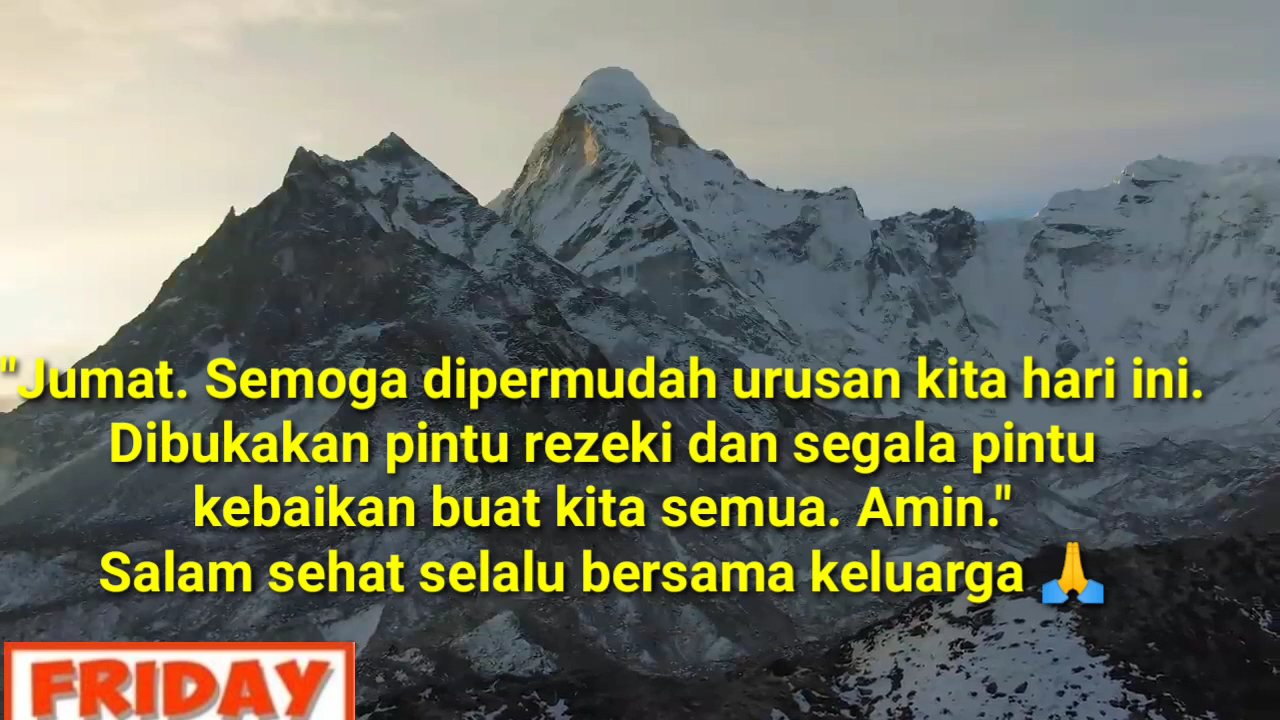 "Jumat. Semoga dipermudah urusan kita hari ini.
Dibukakan pintu rezeki dan segala pintu
kebaikan buat kita semua. Amin."
Salam sehat selalu bersama keluarga 🙏
FRIDAY